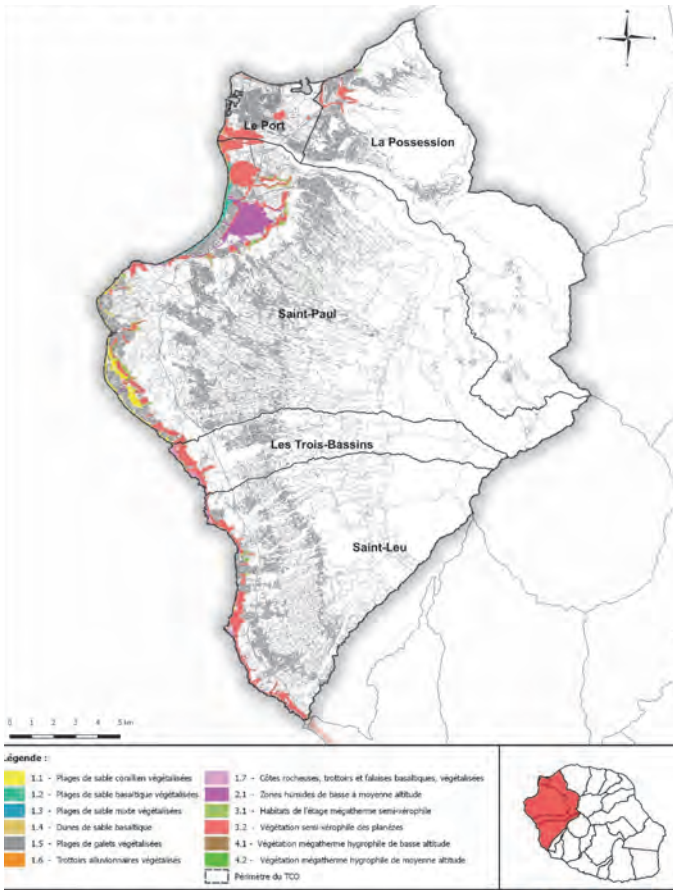 Le Port
La Possession
Saint-Paul
Les Trois-Bassins
Saint-Leu
0 1 2 3 4 5 km
Légende :
1.1 - Plages de sable corallien végétalisées
1.2 - Plages de sable basaltique végétalisées
1.3 - Plages de sable mixte végétalisées
1.4 - Dunes de sable basaltique
1.5 - Plages de galets végétalisées
1.6 - Trottoirs alluvionnaires végétalisés
1.7 - Côtes rocheuses, trottoirs et falaises basaltiques, végétalisées
2.1 - Zones humides de basse à moyenne altitude
3.1 - Habitats de l'étage mégatherme semi-xérophile
3.2 - Végétation semi-xérophile des planèzes
4.1 - Végétation mégatherme hygrophile de basse altitude
4.2 - Végétation mégatherme hygrophile de moyenne altitude
Périmètre du TCO